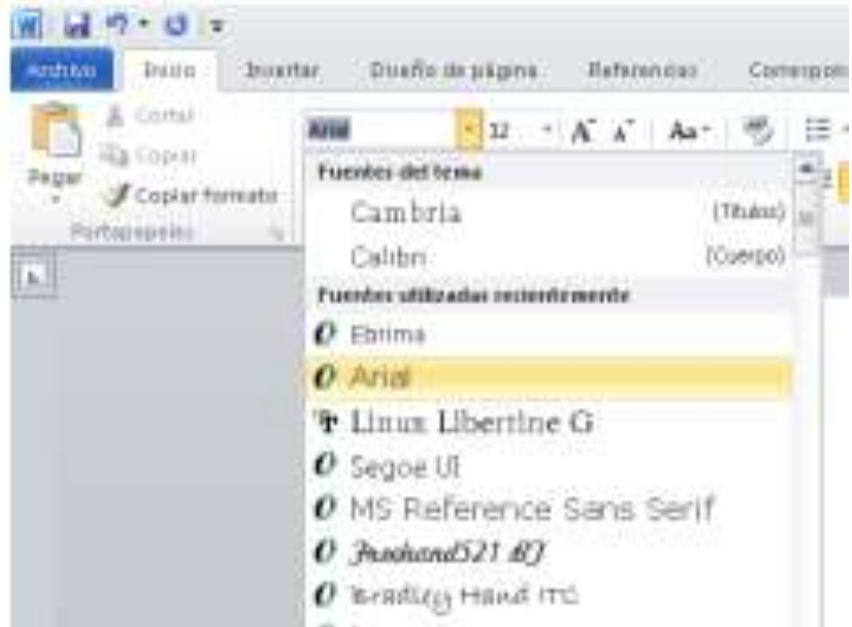 W
Archivo Inicio Insertar Diseño de página Referencias
Pegar
Cortar
Copiar
Copiar formato
Portapapeles
Arial 12 A A Aa
Fuentes del tema
Cambria (Títulos)
Calibri (Cuerpo)
Fuentes utilizadas recientemente
O Ebrima
O Arial
Linux Libertine G
O Segoe UI
O MS Reference Sans Serif
O Freehand521 BT
O Bradley Hand ITC